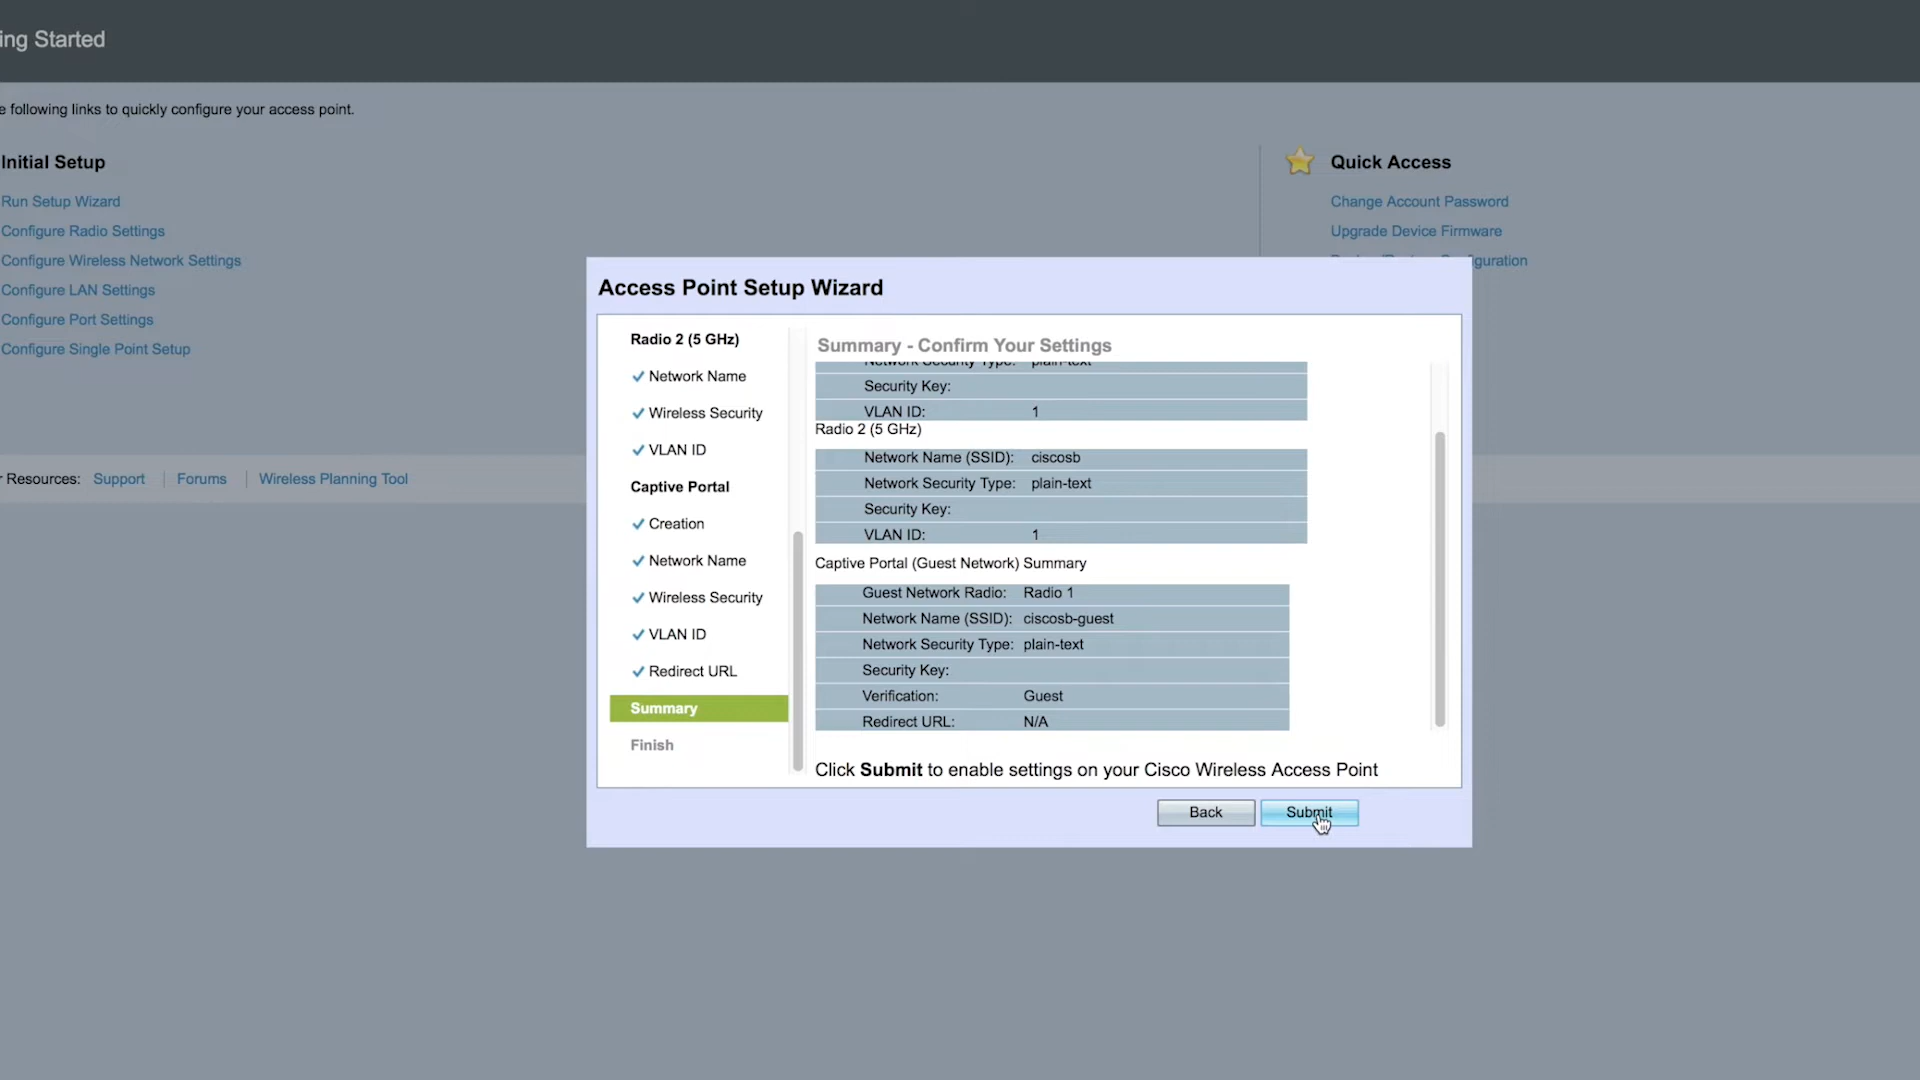 ing Started
e following links to quickly configure your access point.
Initial Setup
Run Setup Wizard
Configure Radio Settings
Configure Wireless Network Settings
Configure LAN Settings
Configure Port Settings
Configure Single Point Setup
Quick Access
Change Account Password
Upgrade Device Firmware
guration
r Resources: Support | Forums | Wireless Planning Tool
Access Point Setup Wizard
Radio 2 (5 GHz)
Network Name
Wireless Security
VLAN ID
Captive Portal
Creation
Network Name
Wireless Security
VLAN ID
Redirect URL
Summary
Finish
Summary - Confirm Your Settings
Network Security Type: plain-text
Security Key:
VLAN ID: 1
Radio 2 (5 GHz)
Network Name (SSID): ciscosb
Network Security Type: plain-text
Security Key:
VLAN ID: 1
Captive Portal (Guest Network) Summary
Guest Network Radio: Radio 1
Network Name (SSID): ciscosb-guest
Network Security Type: plain-text
Security Key:
Verification: Guest
Redirect URL: N/A
Click Submit to enable settings on your Cisco Wireless Access Point
Back
Submit